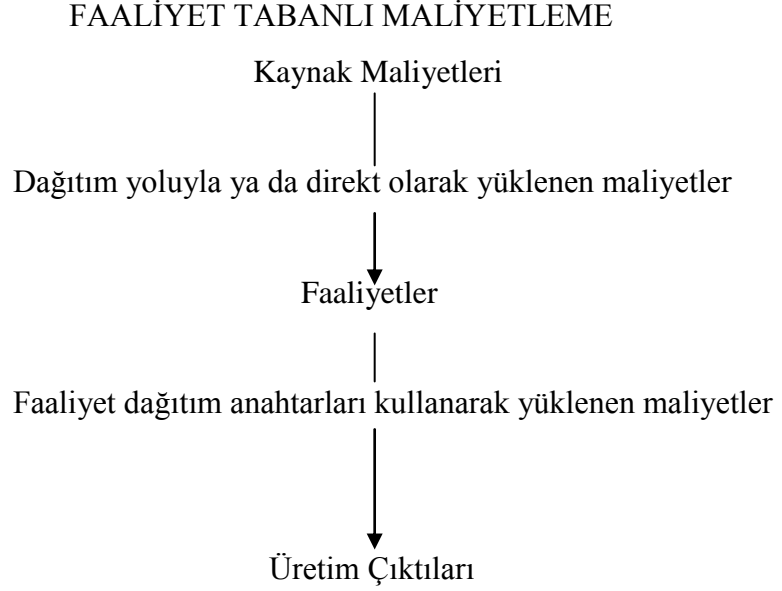 FAALİYET TABANLI MALİYETLEME
Kaynak Maliyetleri
Dağıtım yoluyla ya da direkt olarak yüklenen maliyetler
Faaliyetler
Faaliyet dağıtım anahtarları kullanarak yüklenen maliyetler
Üretim Çıktıları